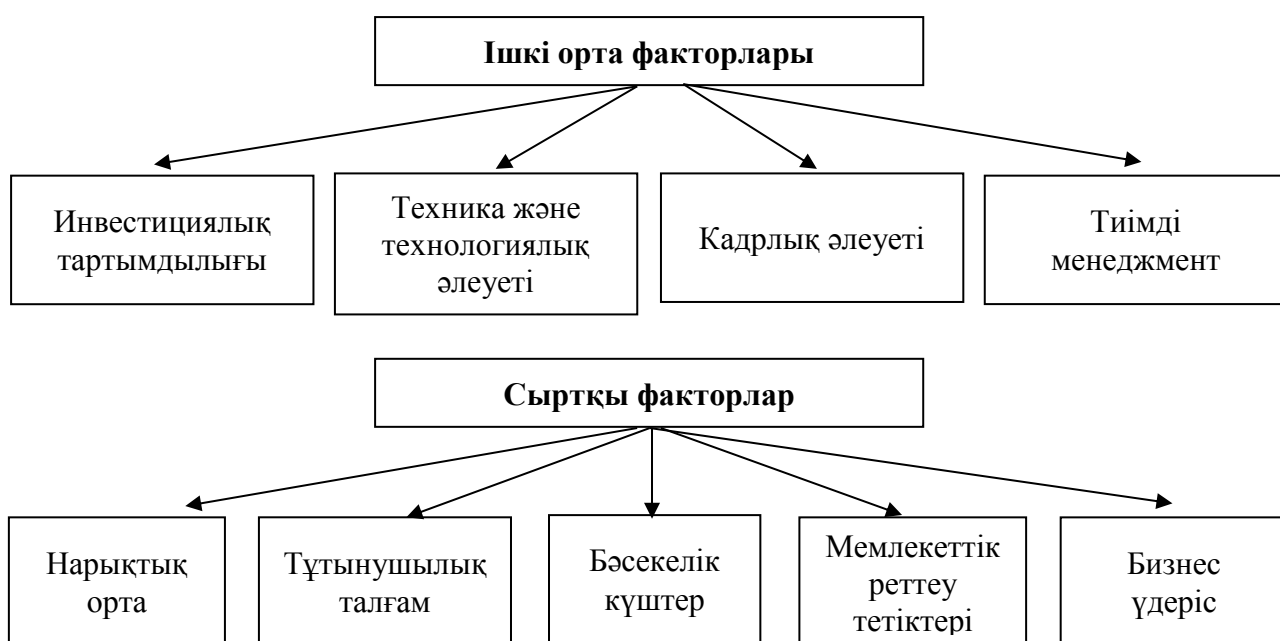 Ішкі орта факторлары
Инвестициялық
тартымдылығы
Техника және
технологиялық
әлеуеті
Кадрлық әлеуеті
Тиімді
менеджмент
Сыртқы факторлар
Нарықтық
орта
Тұтынушылық
талғам
Бәсекелік
күштер
Мемлекеттік
реттеу
тетіктері
Бизнес
үдеріс